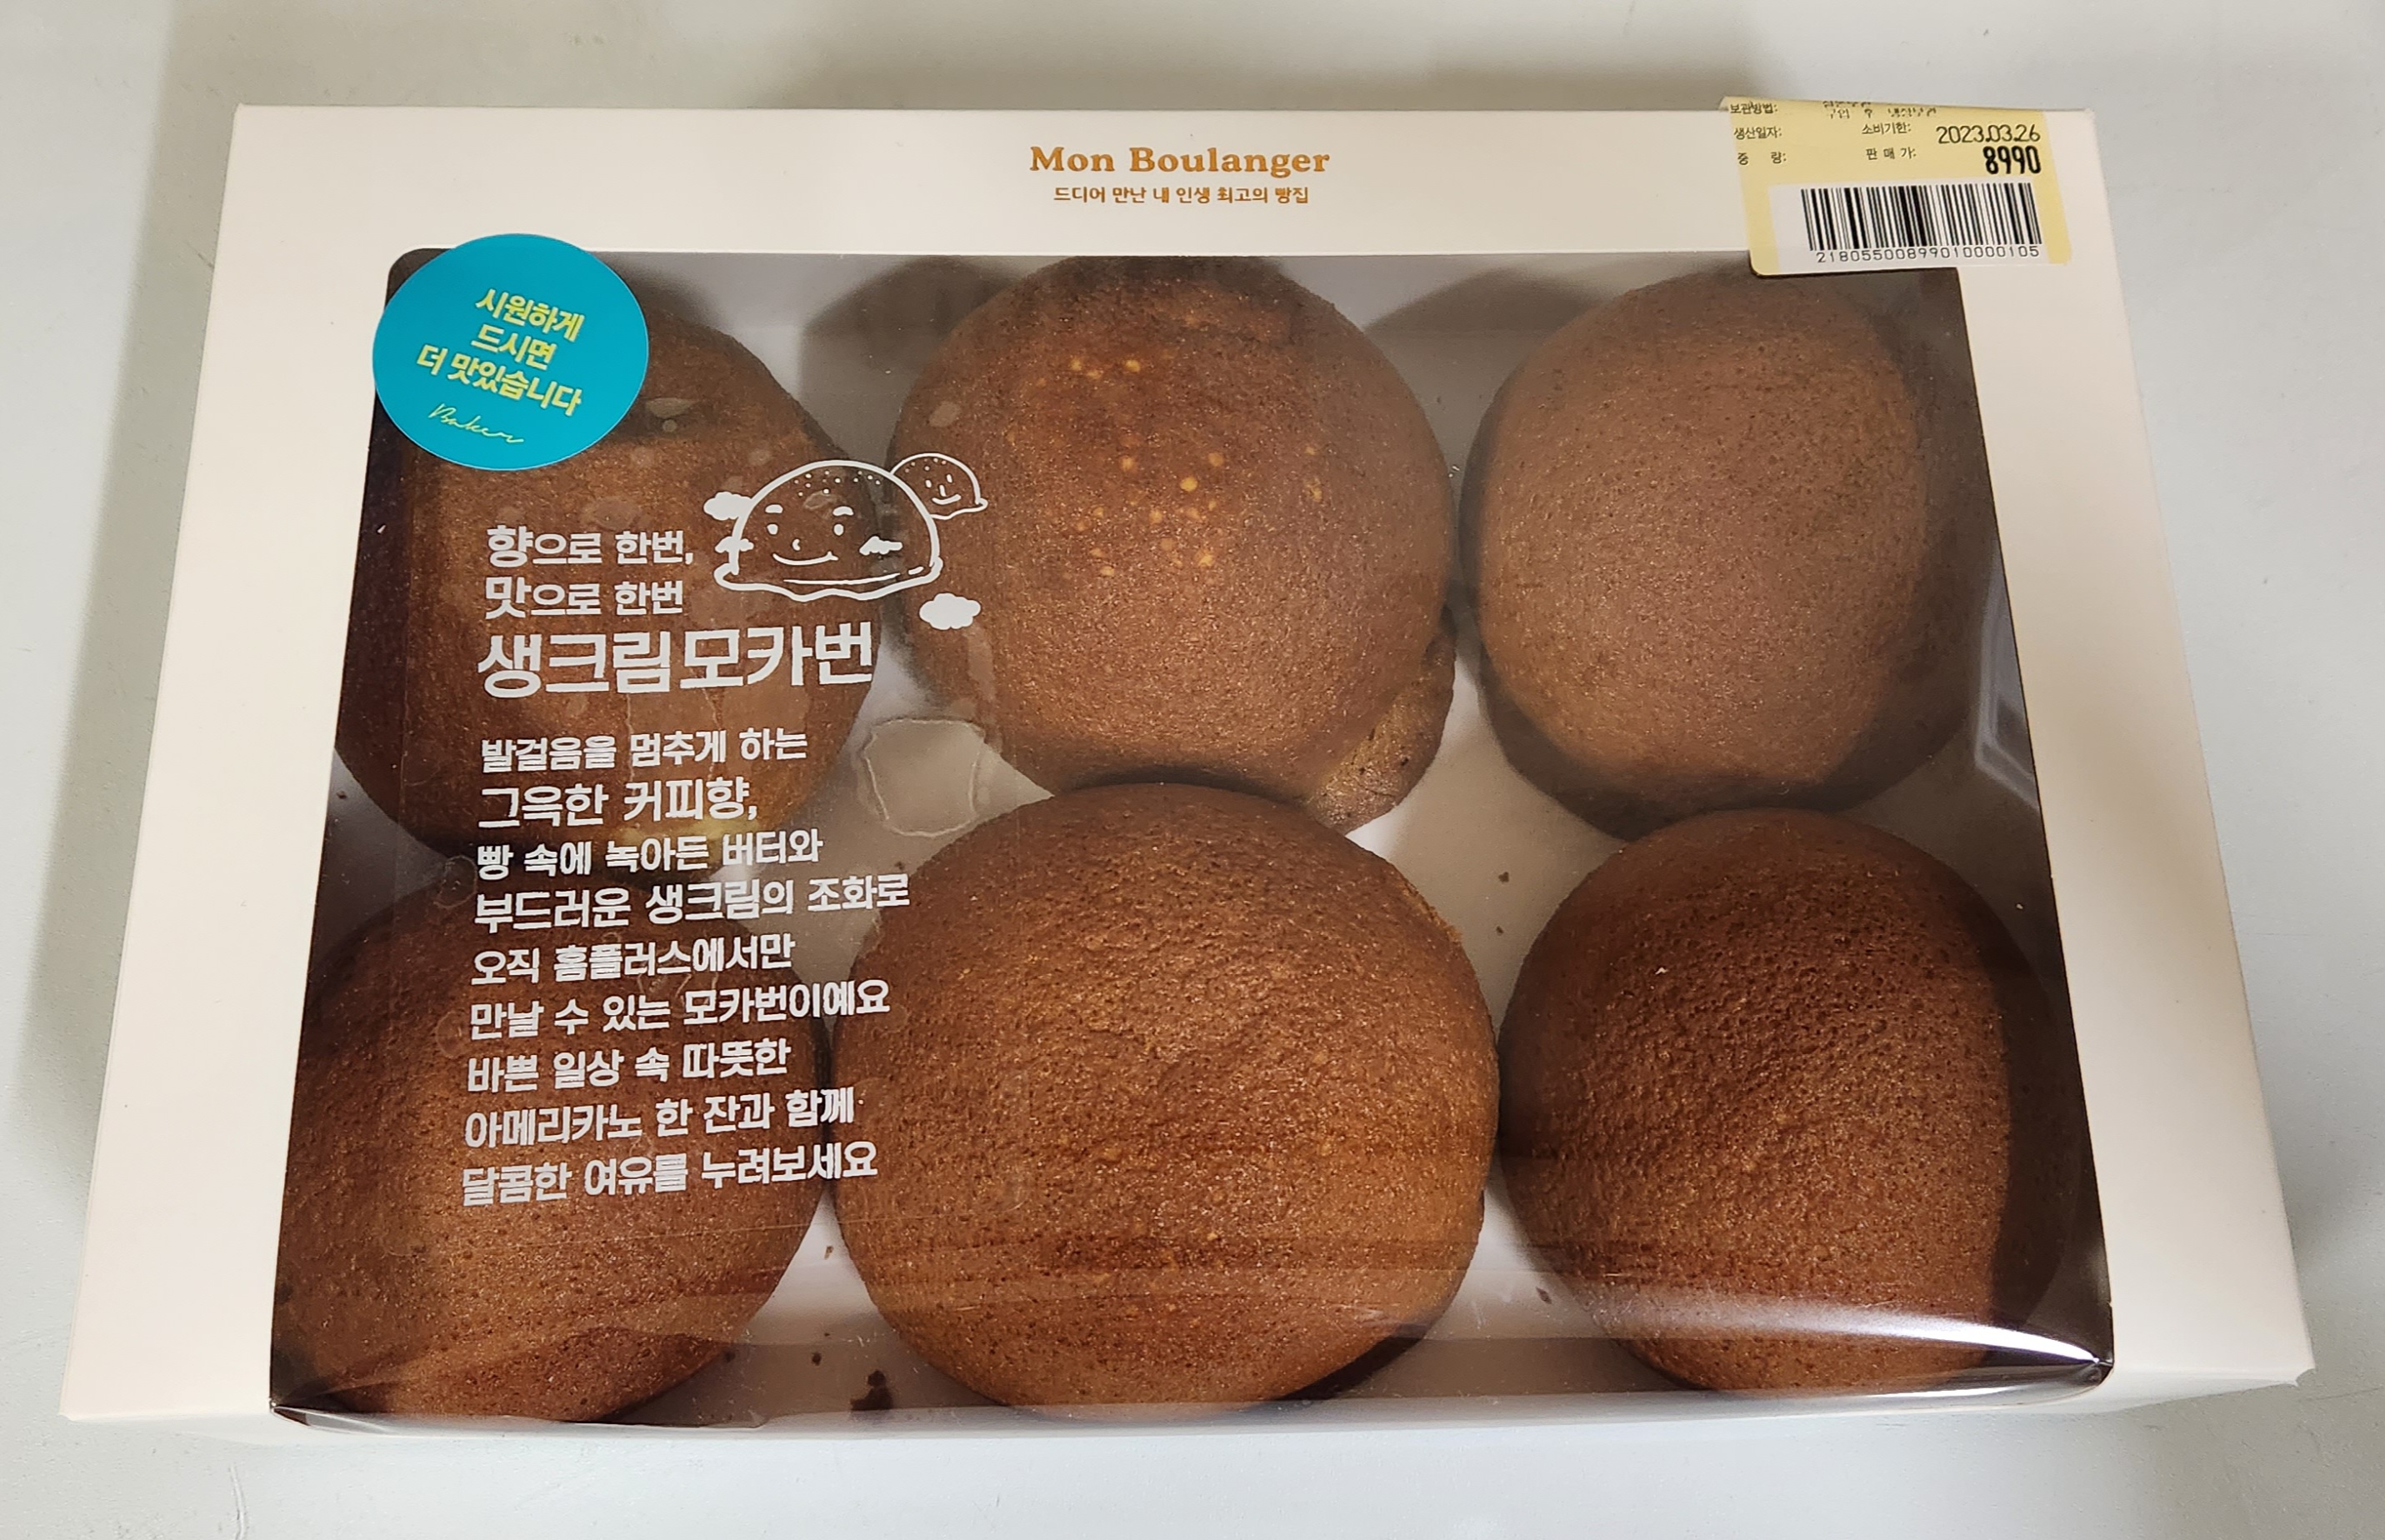 Mon Boulanger
드디어 만난 내 인생 최고의 빵집
보관방법:
생산일자: 소비기한: 2023.03.26
중 량: 판 매 가: 8990
21805500899010000105
시원하게
드시면
더 맛있습니다
Baker
향으로 한번,
맛으로 한번
생크림모카번
발걸음을 멈추게 하는
그윽한 커피향,
빵 속에 녹아든 버터와
부드러운 생크림의 조화로
오직 홈플러스에서만
만날 수 있는 모카번이예요
바쁜 일상 속 따뜻한
아메리카노 한 잔과 함께
달콤한 여유를 누려보세요